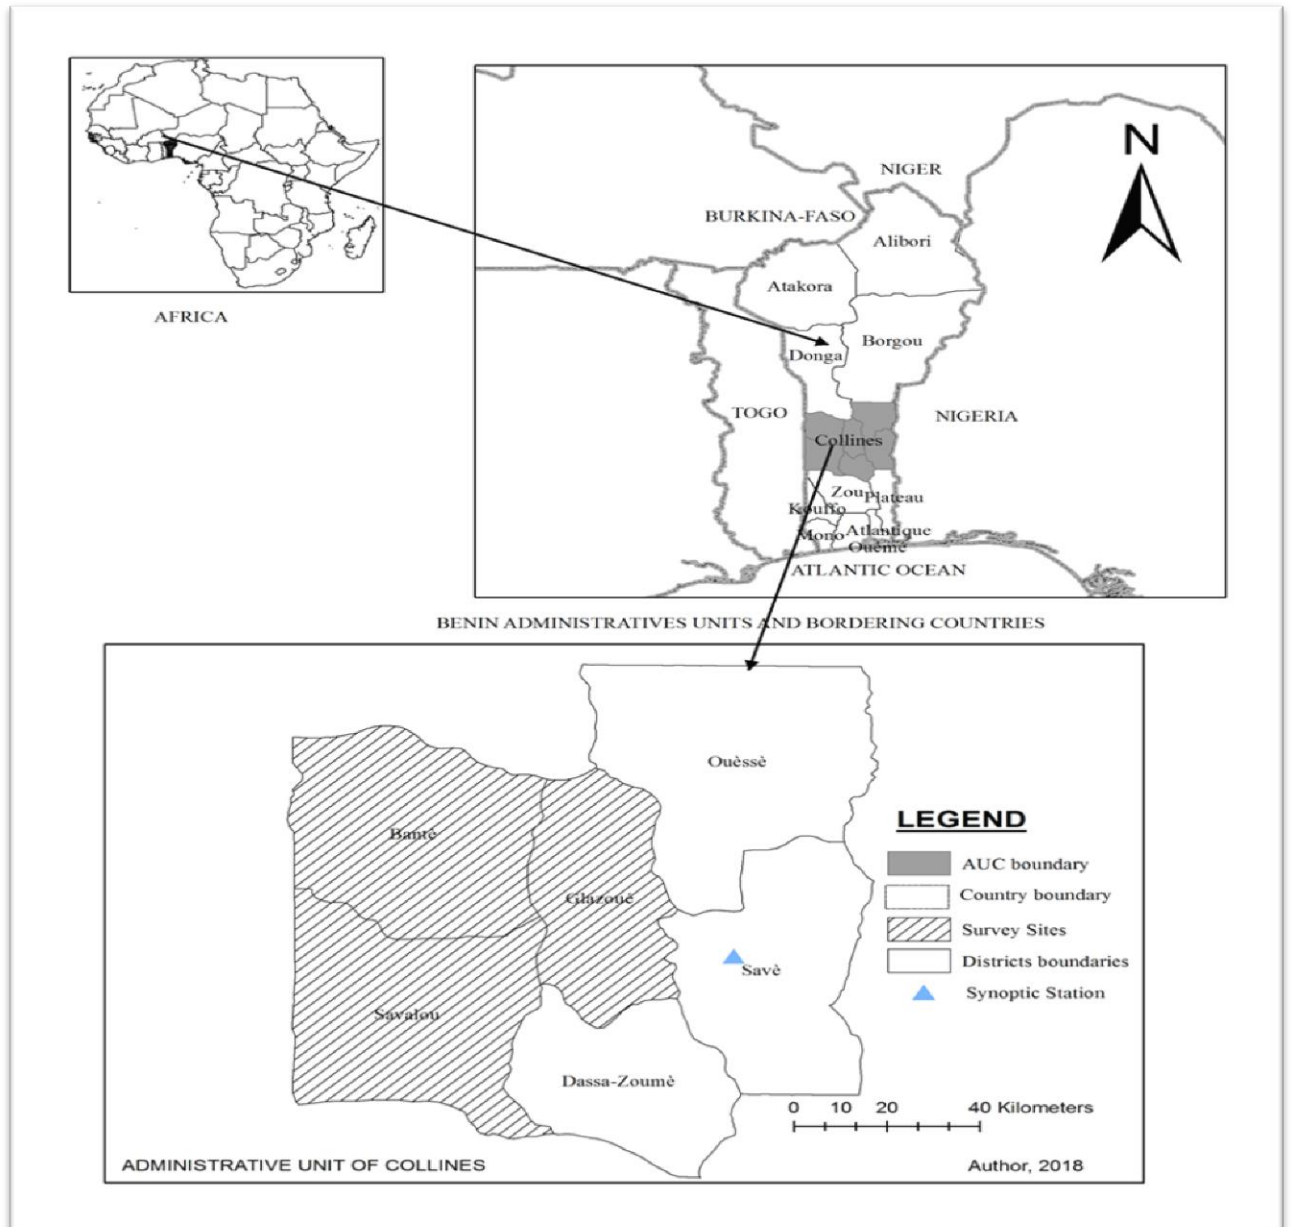 AFRICA
N
NIGER
BURKINA-FASO
Alibori
Atakora
Borgou
Donga
TOGO
NIGERIA
Collines
Zou
Plateau
Kouffo
Mono
Atlantique
Ouémé
ATLANTIC OCEAN
BENIN ADMINISTRATIVES UNITS AND BORDERING COUNTRIES
Ouèssè
Bantè
Glazoué
Savè
Savalou
Dassa-Zoumè
LEGEND
AUC boundary
Country boundary
Survey Sites
Districts boundaries
Synoptic Station
0 10 20 40 Kilometers
ADMINISTRATIVE UNIT OF COLLINES
Author, 2018